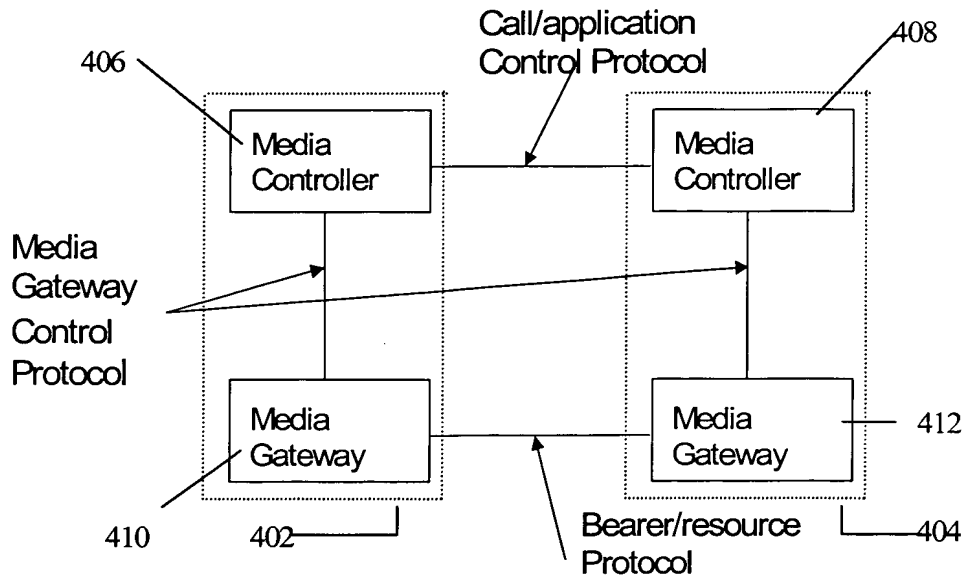 Call/application
Control Protocol
408
406
Media
Controller
Media
Controller
Media
Gateway
Control
Protocol
Media
Gateway
Media
Gateway
412
410
402
Bearer/resource
Protocol
404